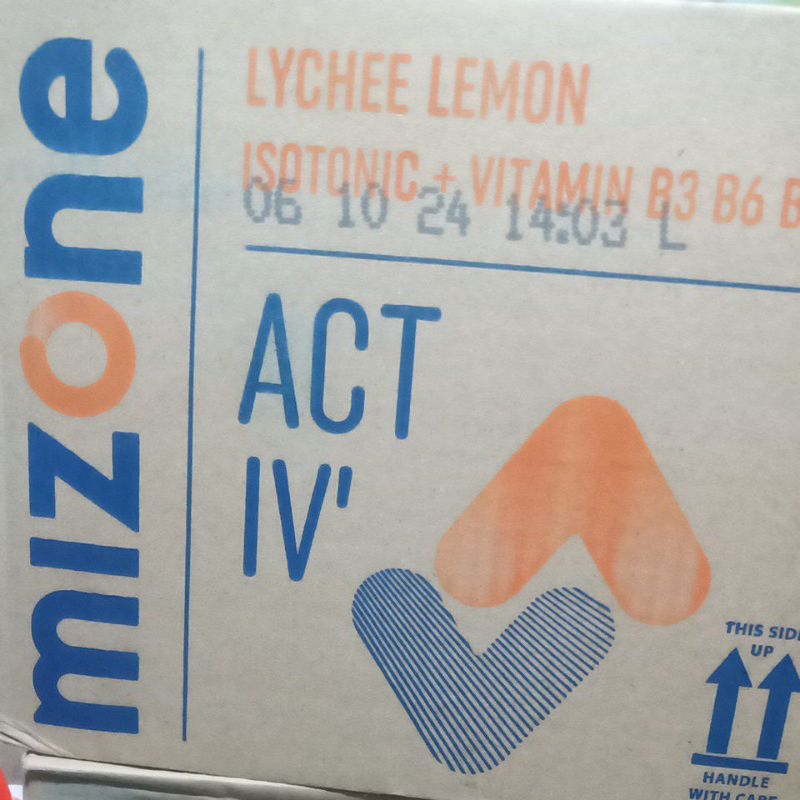 mizone
LYCHEE LEMON
ISOTONIC + VITAMIN B3 B6 B
06 10 24 14:03 L
ACT
IV'
THIS SIDE
UP
HANDLE
WITH CARE